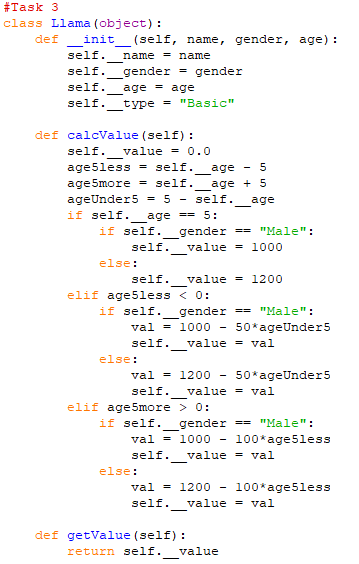 #Task 3
class Llama(object):
    def __init__(self, name, gender, age):
        self.__name = name
        self.__gender = gender
        self.__age = age
        self.__type = "Basic"

    def calcValue(self):
        self.__value = 0.0
        age5less = self.__age - 5
        age5more = self.__age + 5
        ageUnder5 = 5 - self.__age
        if self.__age == 5:
            if self.__gender == "Male":
                self.__value = 1000
            else:
                self.__value = 1200
        elif age5less < 0:
            if self.__gender == "Male":
                val = 1000 - 50*ageUnder5
                self.__value = val
            else:
                val = 1200 - 50*ageUnder5
                self.__value = val
        elif age5more > 0:
            if self.__gender == "Male":
                val = 1000 - 100*age5less
                self.__value = val
            else:
                val = 1200 - 100*age5less
                self.__value = val

    def getValue(self):
        return self.__value